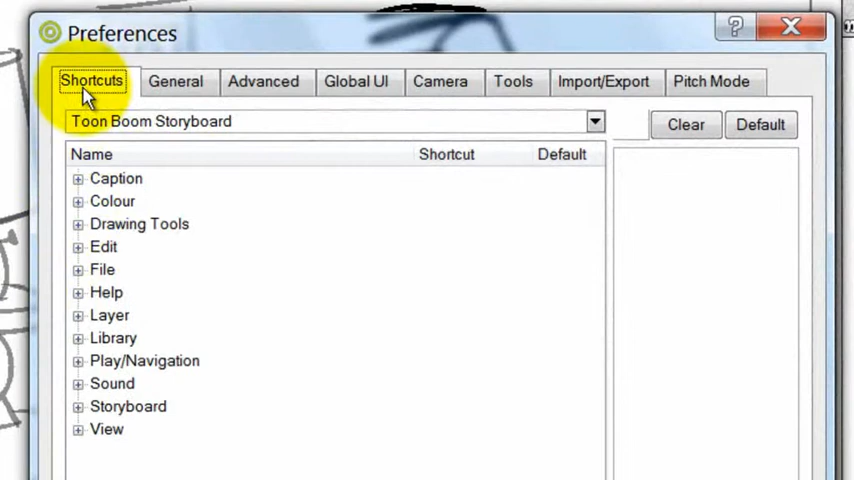 Preferences
Shortcuts General Advanced Global UI Camera Tools Import/Export Pitch Mode
Toon Boom Storyboard Clear Default
Name Shortcut Default
Caption
Colour
Drawing Tools
Edit
File
Help
Layer
Library
Play/Navigation
Sound
Storyboard
View